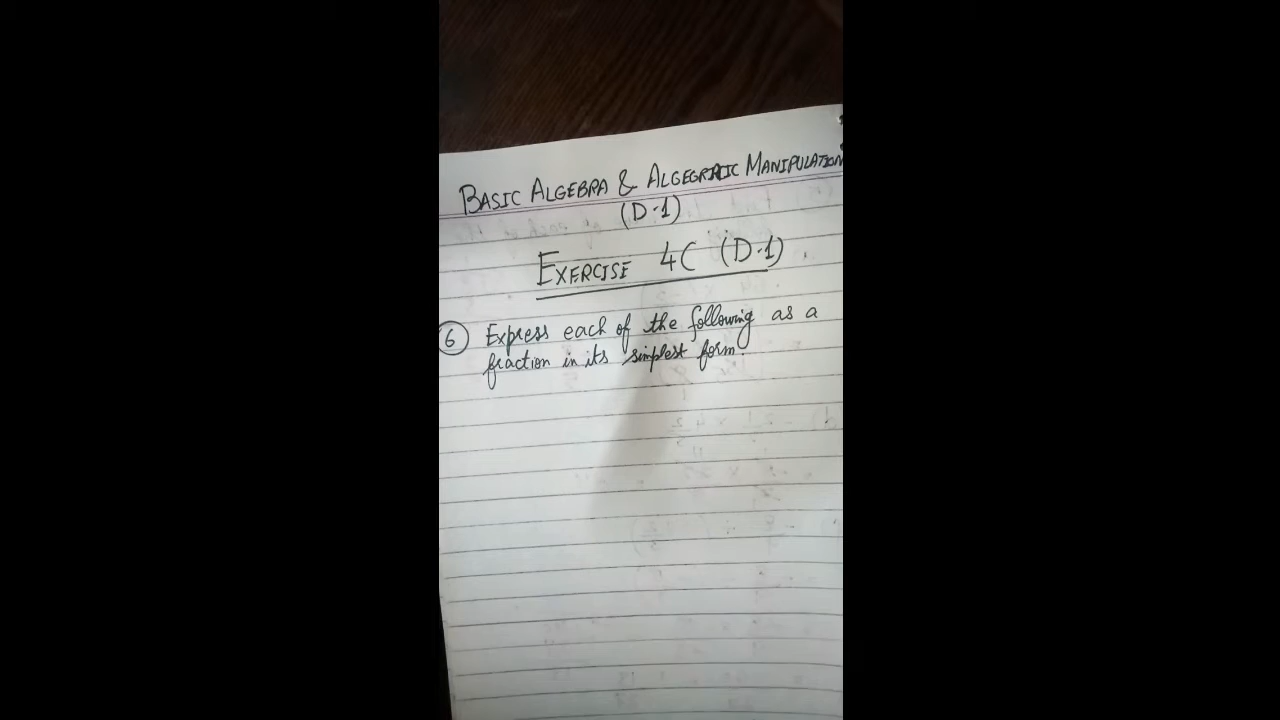 BASIC ALGEBRA & ALGEGRAIC MANIPULATION
(D.1)
EXERCISE 4C (D.1)
6 Express each of the following as a
fraction in its simplest form.